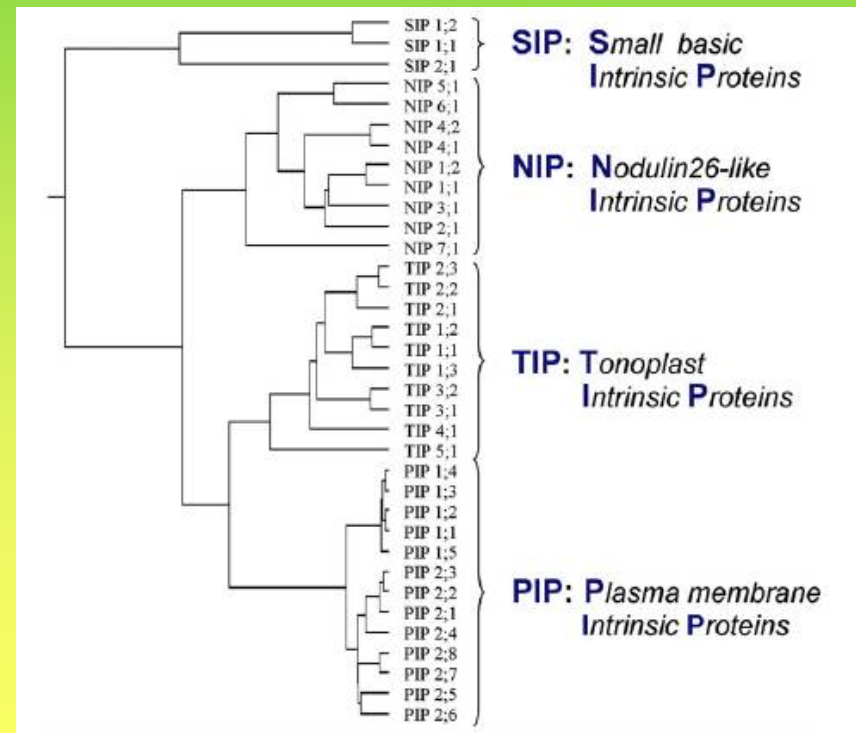 SIP 1;2
SIP 1;1
SIP 2;1
NIP 5;1
NIP 6;1
NIP 4;2
NIP 4;1
NIP 1;2
NIP 1;1
NIP 3;1
NIP 2;1
NIP 7;1
TIP 2;3
TIP 2;2
TIP 2;1
TIP 1;2
TIP 1;1
TIP 1;3
TIP 3;2
TIP 3;1
TIP 4;1
TIP 5;1
PIP 1;4
PIP 1;3
PIP 1;2
PIP 1;1
PIP 1;5
PIP 2;3
PIP 2;2
PIP 2;1
PIP 2;4
PIP 2;8
PIP 2;7
PIP 2;5
PIP 2;6
SIP: Small basic
Intrinsic Proteins
NIP: Nodulin26-like
Intrinsic Proteins
TIP: Tonoplast
Intrinsic Proteins
PIP: Plasma membrane
Intrinsic Proteins